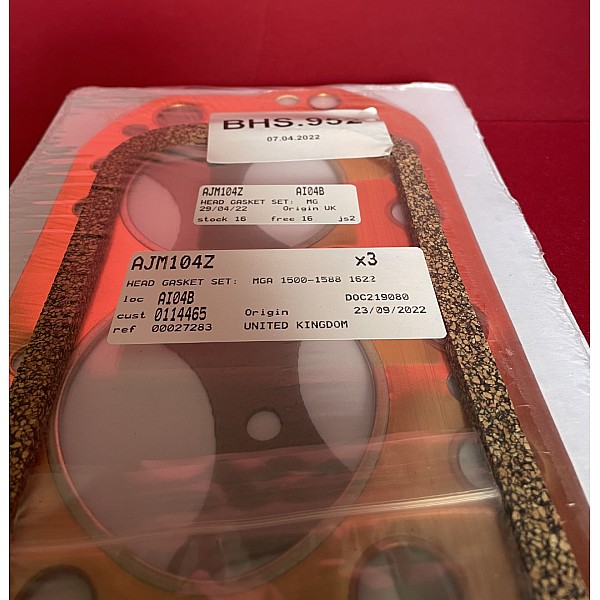 BHS.952
07.04.2022
AJM104Z AI04B
HEAD GASKET SET: MG
29/04/22 Origin UK
stock 16 free 16 js2
AJM104Z x3
HEAD GASKET SET: MGA 1500-1588 1622
loc AI04B DOC219080
cust 0114465 Origin 23/09/2022
ref 00027283 UNITED KINGDOM